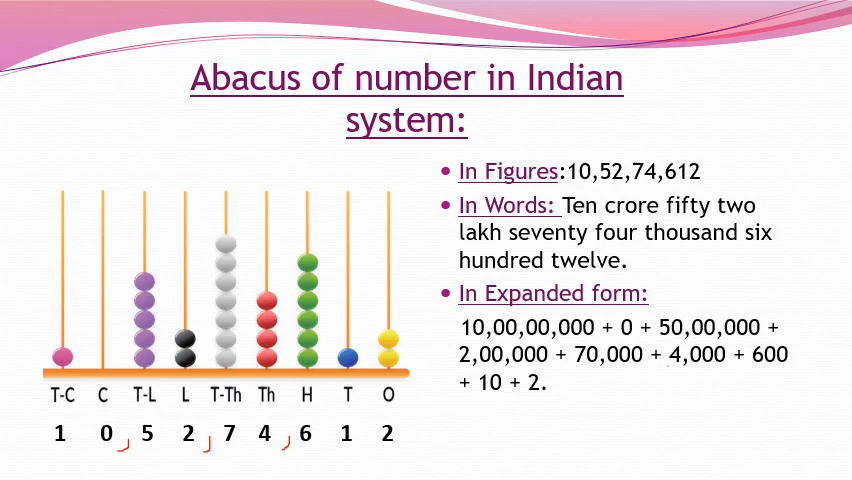 Abacus of number in Indian
system:
• In Figures:10,52,74,612
• In Words: Ten crore fifty two
lakh seventy four thousand six
hundred twelve.
• In Expanded form:
10,00,00,000 + 0 + 50,00,000 +
2,00,000 + 70,000 + 4,000 + 600
+ 10 + 2.
T-C C T-L L T-Th Th H T O
1 0, 5 2, 7 4, 6 1 2